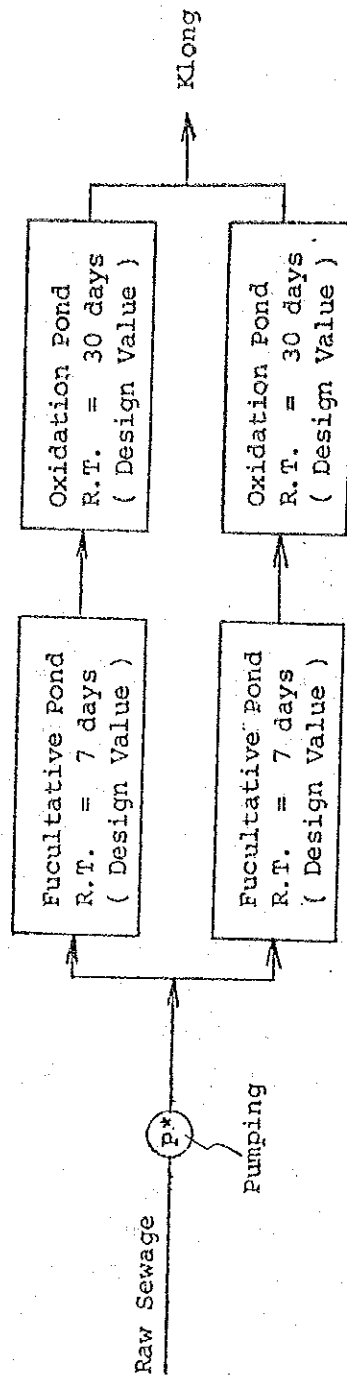 Raw Sewage
P*
Pumping
Fucultative Pond
R.T. = 7 days
( Design Value )
Oxidation Pond
R.T. = 30 days
( Design Value )
Fucultative Pond
R.T. = 7 days
( Design Value )
Oxidation Pond
R.T. = 30 days
( Design Value )
Klong